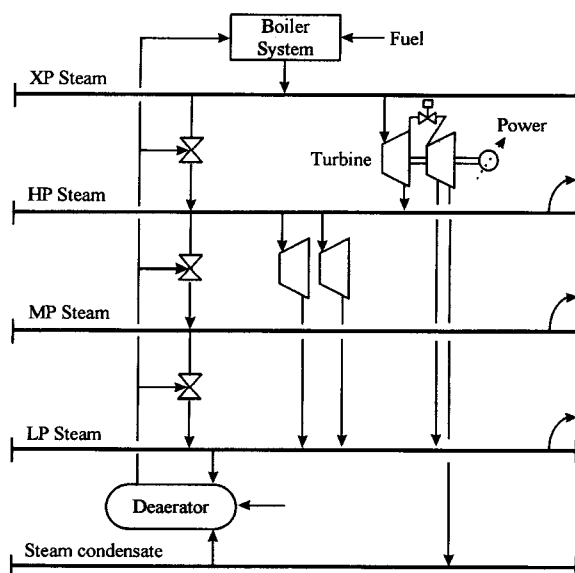 Boiler
System
Fuel
XP Steam
Power
Turbine
HP Steam
MP Steam
LP Steam
Deaerator
Steam condensate